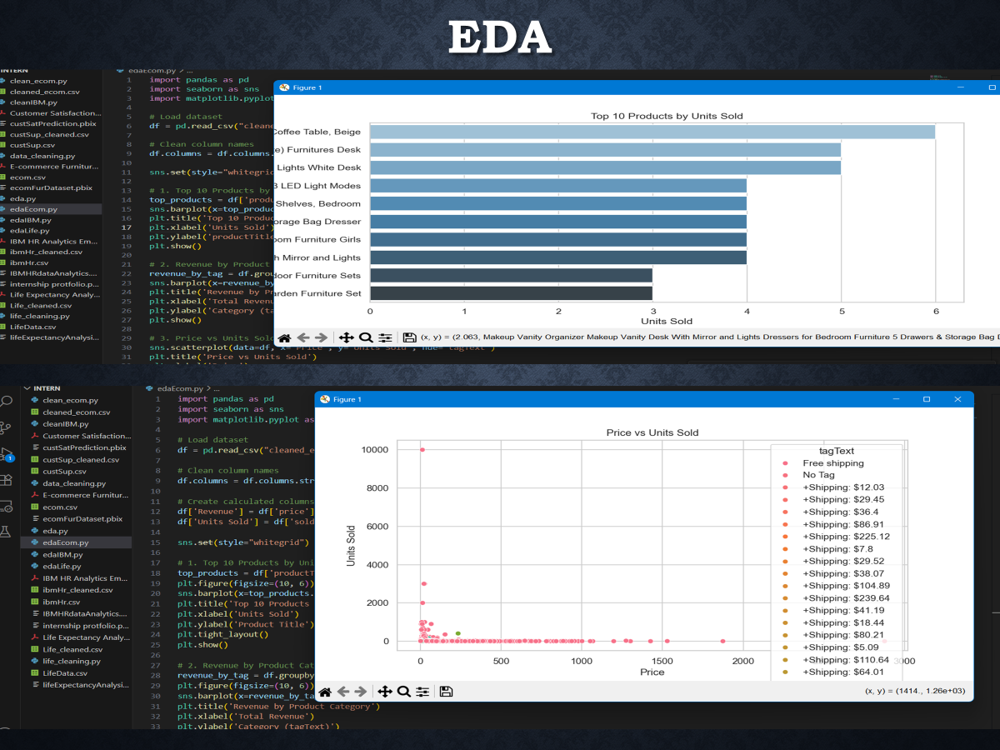 EDA
INTERN
clean_ecom.py
cleaned_ecom.csv
cleanIBM.py
Customer Satisfaction...
custSatPrediction.pbix
custSup_cleaned.csv
custSup.csv
data_cleaning.py
E-commerce Furnitur...
ecom.csv
ecomFurDataset.pbix
eda.py
edaEcom.py
edaIBM.py
edaLife.py
IBM HR Analytics Em...
ibmHr_cleaned.csv
ibmHr.csv
IBMHRdataAnalytics....
internship protfolio.p...
Life Expectancy Analy...
Life_cleaned.csv
life_cleaning.py
LifeData.csv
lifeExpectancyAnalysi...
edaEcom.py > ...
1 import pandas as pd
2 import seaborn as sns
3 import matplotlib.pyplot
4
5 # Load dataset
6 df = pd.read_csv("cleane
7
8 # Clean column names
9 df.columns = df.columns.
10
11 sns.set(style="whitegrid
12
13 # 1. Top 10 Products by
14 top_products = df['produ
15 sns.barplot(x=top_produc
16 plt.title('Top 10 Produc
17 plt.xlabel('Units Sold')
18 plt.ylabel('productTitle
19 plt.show()
20
21 # 2. Revenue by Product
22 revenue_by_tag = df.grou
23 sns.barplot(x=revenue_by
24 plt.title('Revenue by Pr
25 plt.xlabel('Total Revenu
26 plt.ylabel('Category (ta
27 plt.show()
28
29 # 3. Price vs Units Sol
30 sns.scatterplot(data=df, x='Price', y='Units Sold', hue='tagText')
31 plt.title('Price vs Units Sold')
Figure 1
Top 10 Products by Units Sold
Coffee Table, Beige
e) Furnitures Desk
Lights White Desk
3 LED Light Modes
Shelves, Bedroom
orage Bag Dresser
om Furniture Girls
h Mirror and Lights
door Furniture Sets
arden Furniture Set
0 1 2 3 4 5 6
Units Sold
(x, y) = (2.063, Makeup Vanity Organizer Makeup Vanity Desk With Mirror and Lights Dressers for Bedroom Furniture 5 Drawers & Storage Bag D
INTERN
clean_ecom.py
cleaned_ecom.csv
cleanIBM.py
Customer Satisfaction...
custSatPrediction.pbix
custSup_cleaned.csv
custSup.csv
data_cleaning.py
E-commerce Furnitur...
ecom.csv
ecomFurDataset.pbix
eda.py
edaEcom.py
edaIBM.py
edaLife.py
IBM HR Analytics Em...
ibmHr_cleaned.csv
ibmHr.csv
IBMHRdataAnalytics....
internship protfolio.p...
Life Expectancy Analy...
Life_cleaned.csv
life_cleaning.py
LifeData.csv
lifeExpectancyAnalysi...
1
edaEcom.py > ...
1 import pandas as pd
2 import seaborn as sns
3 import matplotlib.pyplot as
4
5 # Load dataset
6 df = pd.read_csv("cleaned_e
7
8 # Clean column names
9 df.columns = df.columns.str
10
11 # Create calculated columns
12 df['Revenue'] = df['price']
13 df['Units Sold'] = df['sold
14
15 sns.set(style="whitegrid")
16
17 # 1. Top 10 Products by Uni
18 top_products = df['productT
19 plt.figure(figsize=(10, 6))
20 sns.barplot(x=top_products.
21 plt.title('Top 10 Products
22 plt.xlabel('Units Sold')
23 plt.ylabel('Product Title')
24 plt.tight_layout()
25 plt.show()
26
27 # 2. Revenue by Product Cat
28 revenue_by_tag = df.groupby
29 plt.figure(figsize=(10, 6))
30 sns.barplot(x=revenue_by_ta
31 plt.title('Revenue by Product Category')
32 plt.xlabel('Total Revenue')
33 plt.ylabel('Category (tagText)')
Figure 1
Price vs Units Sold
10000
8000
6000
4000
2000
0
Units Sold
0 500 1000 1500 2000 3000
Price
tagText
Free shipping
No Tag
+Shipping: $12.03
+Shipping: $29.45
+Shipping: $36.4
+Shipping: $86.91
+Shipping: $225.12
+Shipping: $7.8
+Shipping: $29.52
+Shipping: $38.07
+Shipping: $104.89
+Shipping: $239.64
+Shipping: $41.19
+Shipping: $18.44
+Shipping: $80.21
+Shipping: $5.09
+Shipping: $110.64
+Shipping: $64.01
(x, y) = (1414., 1.26e+03)